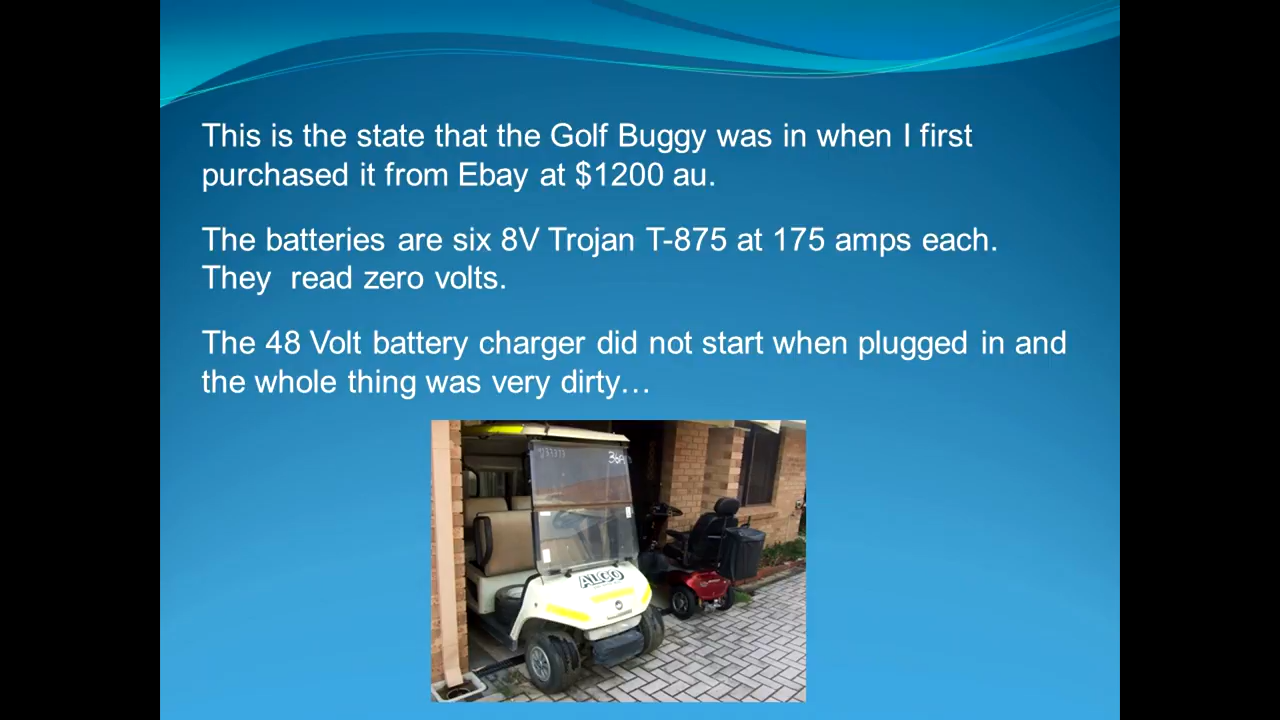 This is the state that the Golf Buggy was in when I first
purchased it from Ebay at $1200 au.
The batteries are six 8V Trojan T-875 at 175 amps each.
They  read zero volts.
The 48 Volt battery charger did not start when plugged in and
the whole thing was very dirty…
ALGO